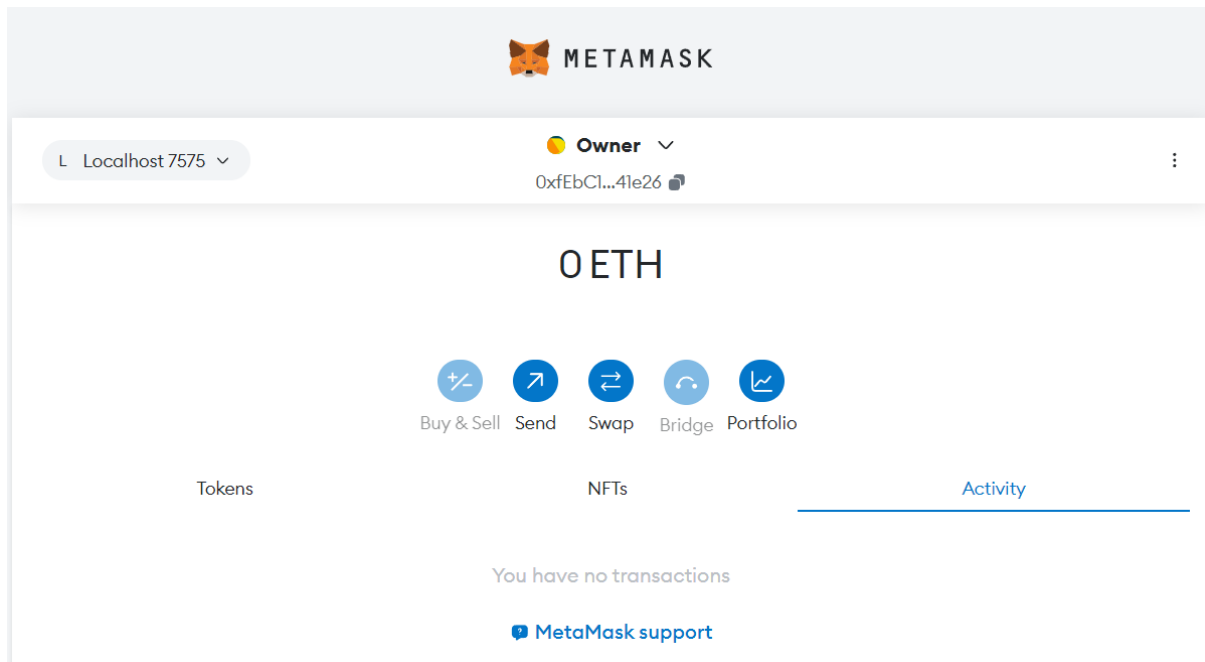 METAMASK
L Localhost 7575
Owner
0xfEbC1...41e26
0 ETH
Buy & Sell Send Swap Bridge Portfolio
Tokens NFTs Activity
You have no transactions
MetaMask support